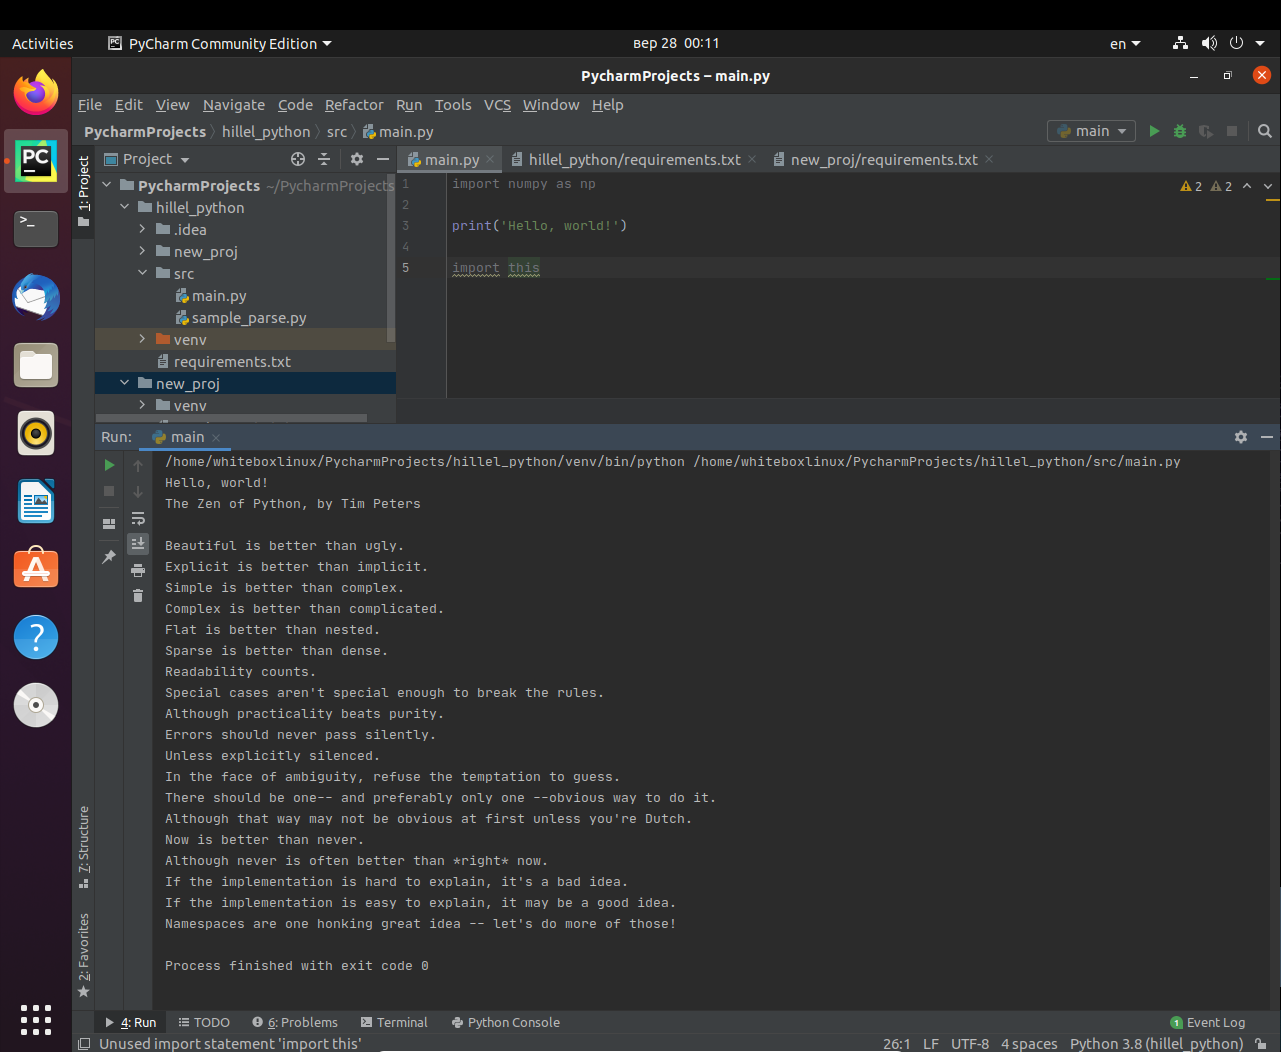 Activities PyCharm Community Edition вер 28 00:11 en
PycharmProjects – main.py
File Edit View Navigate Code Refactor Run Tools VCS Window Help
PycharmProjects hillel_python src main.py main
Project main.py hillel_python/requirements.txt new_proj/requirements.txt
1: Project
PycharmProjects ~/PycharmProjects
hillel_python
.idea
new_proj
src
main.py
sample_parse.py
venv
requirements.txt
new_proj
venv
1 import numpy as np
2
3 print('Hello, world!')
4
5 import this
2 2
Run: main
/home/whiteboxlinux/PycharmProjects/hillel_python/venv/bin/python /home/whiteboxlinux/PycharmProjects/hillel_python/src/main.py
Hello, world!
The Zen of Python, by Tim Peters
Beautiful is better than ugly.
Explicit is better than implicit.
Simple is better than complex.
Complex is better than complicated.
Flat is better than nested.
Sparse is better than dense.
Readability counts.
Special cases aren't special enough to break the rules.
Although practicality beats purity.
Errors should never pass silently.
Unless explicitly silenced.
In the face of ambiguity, refuse the temptation to guess.
There should be one-- and preferably only one --obvious way to do it.
Although that way may not be obvious at first unless you're Dutch.
Now is better than never.
Although never is often better than *right* now.
If the implementation is hard to explain, it's a bad idea.
If the implementation is easy to explain, it may be a good idea.
Namespaces are one honking great idea -- let's do more of those!
Process finished with exit code 0
Z: Structure
2: Favorites
4: Run TODO 6: Problems Terminal Python Console 1 Event Log
Unused import statement 'import this' 26:1 LF UTF-8 4 spaces Python 3.8 (hillel_python)